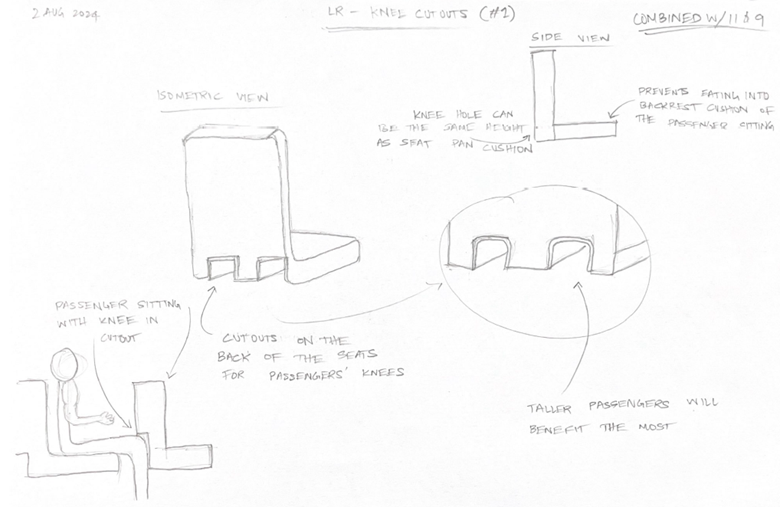 2 AUG 2024.
LR - KNEE CUTOUTS (#1)
COMBINED W/ 11 & 9
SIDE VIEW
ISOMETRIC VIEW
KNEE HOLE CAN
BE THE SAME HEIGHT
AS SEAT PAN CUSHION
PREVENTS EATING INTO
BACKREST CUSHION OF
THE PASSENGER SITTING
PASSENGER SITTING
WITH KNEE IN
CUTOUT
CUTOUTS ON THE
BACK OF THE SEATS
FOR PASSENGERS' KNEES
TALLER PASSENGERS WILL
BENEFIT THE MOST